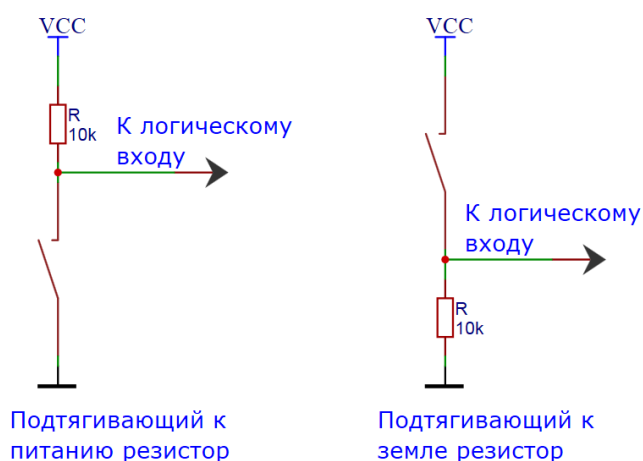 VCC
R
10k
К логическому
входу
Подтягивающий к
питанию резистор
VCC
К логическому
входу
R
10k
Подтягивающий к
земле резистор